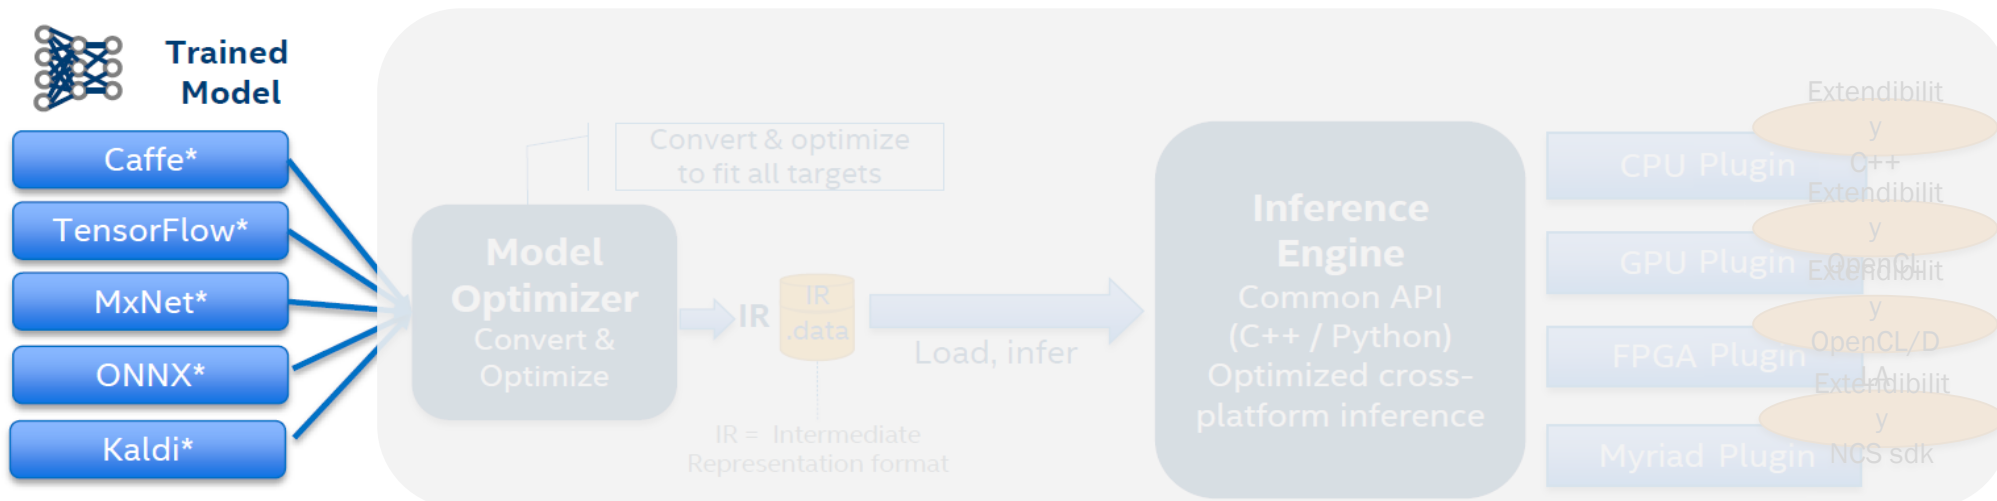 Trained
Model
Caffe*
TensorFlow*
MxNet*
ONNX*
Kaldi*
Convert & optimize
to fit all targets
Model
Optimizer
Convert &
Optimize
IR
IR
.data
Load, infer
IR = Intermediate
Representation format
Inference
Engine
Common API
(C++ / Python)
Optimized cross-
platform inference
CPU Plugin
Extendibilit
y
C++
GPU Plugin
Extendibilit
y
OpenCL
FPGA Plugin
Extendibilit
y
OpenCL/D
LA
Myriad Plugin
Extendibilit
y
NCS sdk